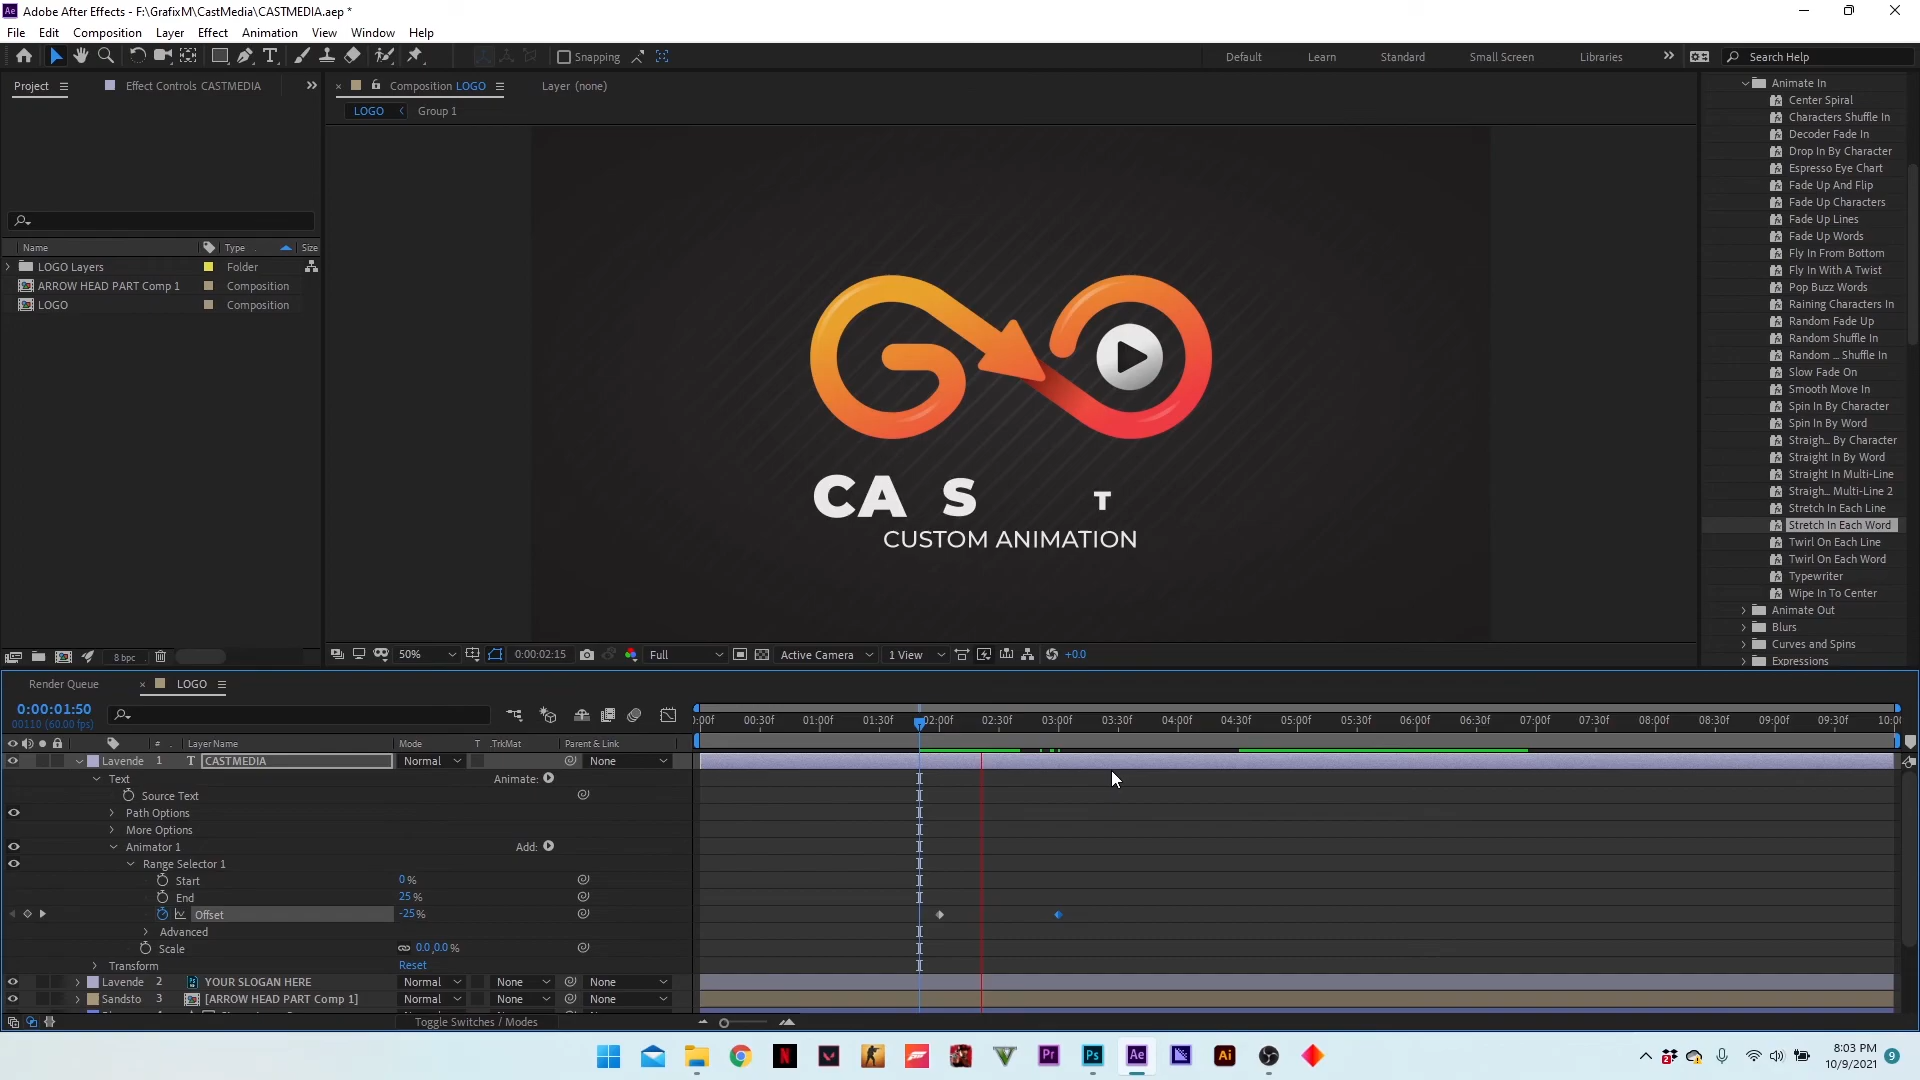 Adobe After Effects - F:\GrafixM\CastMedia\CASTMEDIA.aep *
File Edit Composition Layer Effect Animation View Window Help
Snapping
Default Learn Standard Small Screen Libraries
Search Help
Project
Effect Controls CASTMEDIA
Composition LOGO
Layer (none)
LOGO
Group 1
Name Type Size
LOGO Layers Folder
ARROW HEAD PART Comp 1 Composition
LOGO Composition
8 bpc
CA S T
CUSTOM ANIMATION
50%
0:00:02:15
Full
Active Camera
1 View
+0.0
Animate In
Center Spiral
Characters Shuffle In
Decoder Fade In
Drop In By Character
Espresso Eye Chart
Fade Up And Flip
Fade Up Characters
Fade Up Lines
Fade Up Words
Fly In From Bottom
Fly In With A Twist
Pop Buzz Words
Raining Characters In
Random Fade Up
Random Shuffle In
Random ... Shuffle In
Slow Fade On
Smooth Move In
Spin In By Character
Spin In By Word
Straigh... By Character
Straight In By Word
Straight In Multi-Line
Straigh... Multi-Line 2
Stretch In Each Line
Stretch In Each Word
Twirl On Each Line
Twirl On Each Word
Typewriter
Wipe In To Center
Animate Out
Blurs
Curves and Spins
Expressions
Render Queue
LOGO
0:00:01:50
00110 (60.00 fps)
# Layer Name Mode T .TrkMat Parent & Link
:00f 00:30f 01:00f 01:30f 02:00f 02:30f 03:00f 03:30f 04:00f 04:30f 05:00f 05:30f 06:00f 06:30f 07:00f 07:30f 08:00f 08:30f 09:00f 09:30f 10:0
Lavende 1 T CASTMEDIA Normal None
Text Animate:
Source Text
Path Options
More Options
Animator 1 Add:
Range Selector 1
Start 0%
End 25%
Offset -25%
Advanced
Scale 0.0,0.0%
Transform Reset
Lavende 2 YOUR SLOGAN HERE Normal None None
Sandsto 3 [ARROW HEAD PART Comp 1] Normal None None
Toggle Switches / Modes
Pr Ps Ae Ai
8:03 PM
10/9/2021
9